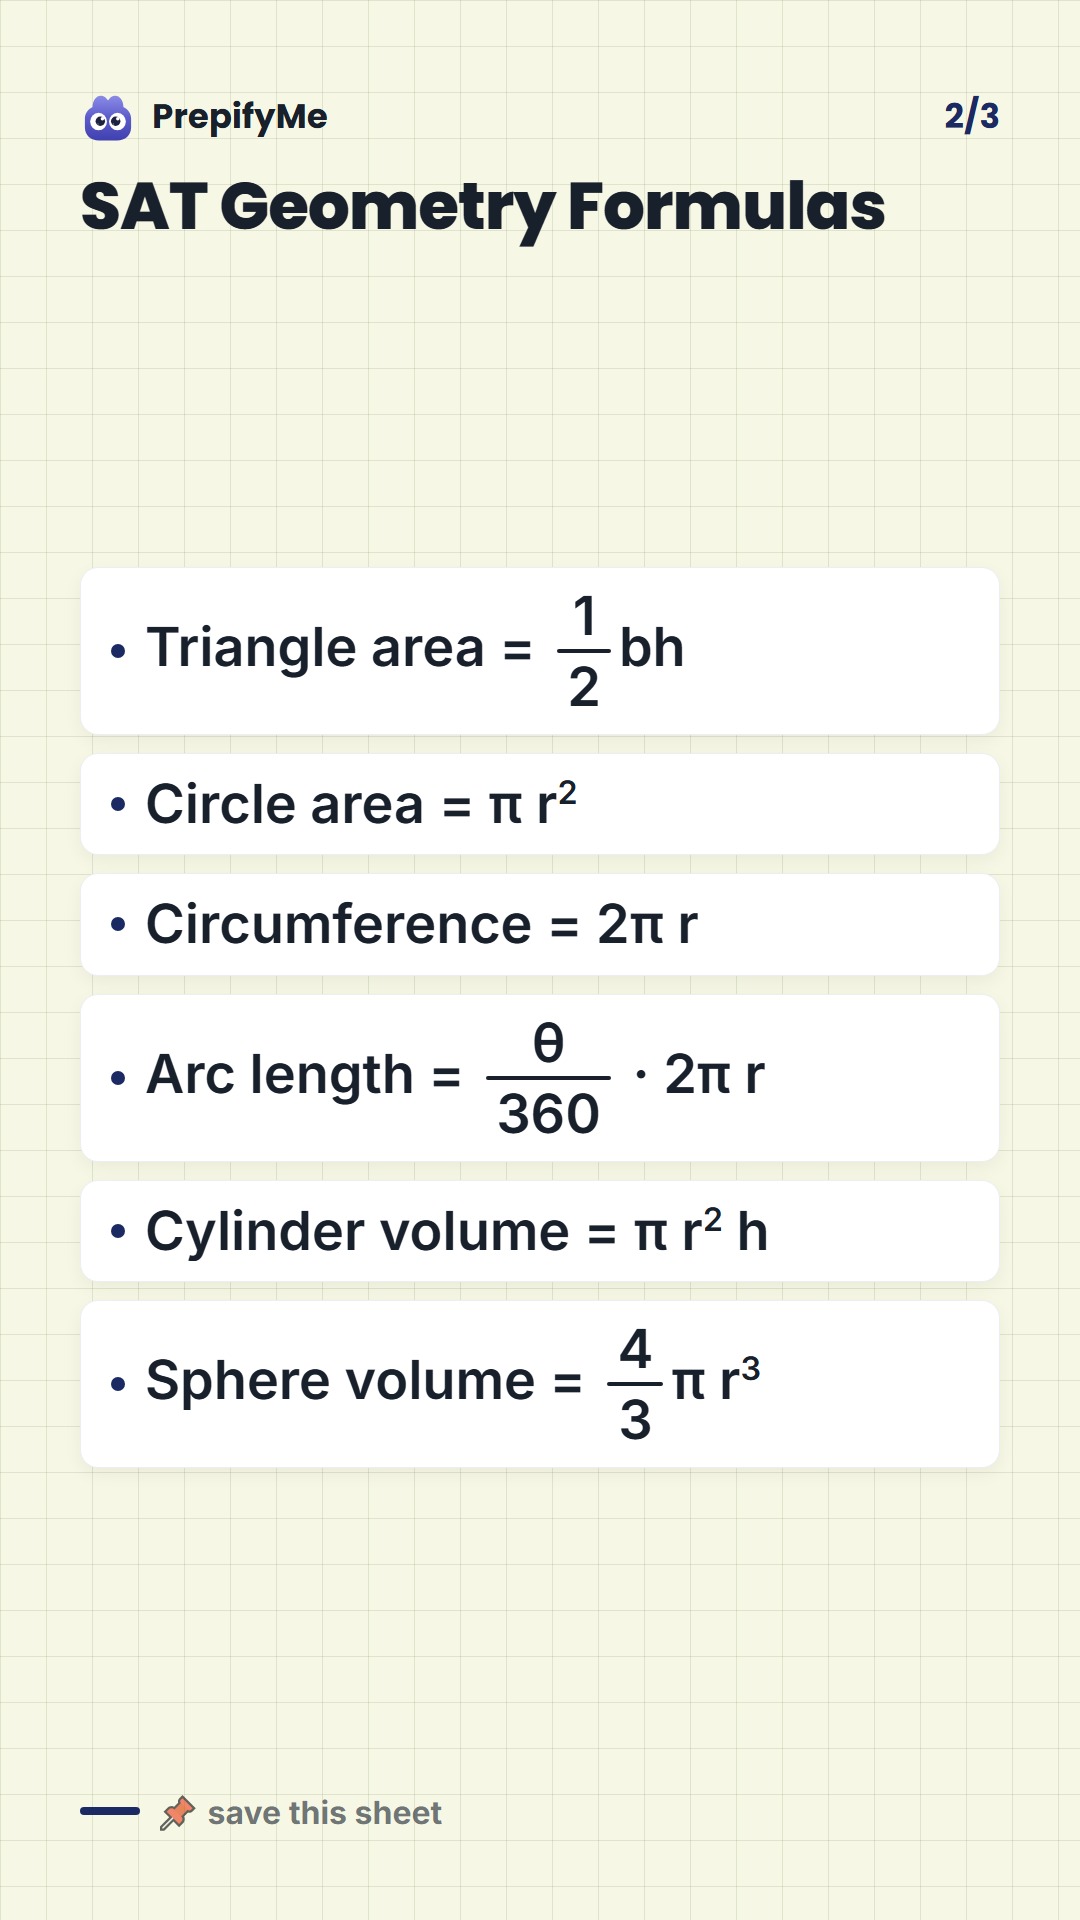 PrepifyMe
2/3
SAT Geometry Formulas
• Triangle area = 1/2 bh
• Circle area = π r²
• Circumference = 2π r
• Arc length = θ/360 · 2π r
• Cylinder volume = π r² h
• Sphere volume = 4/3 π r³
save this sheet